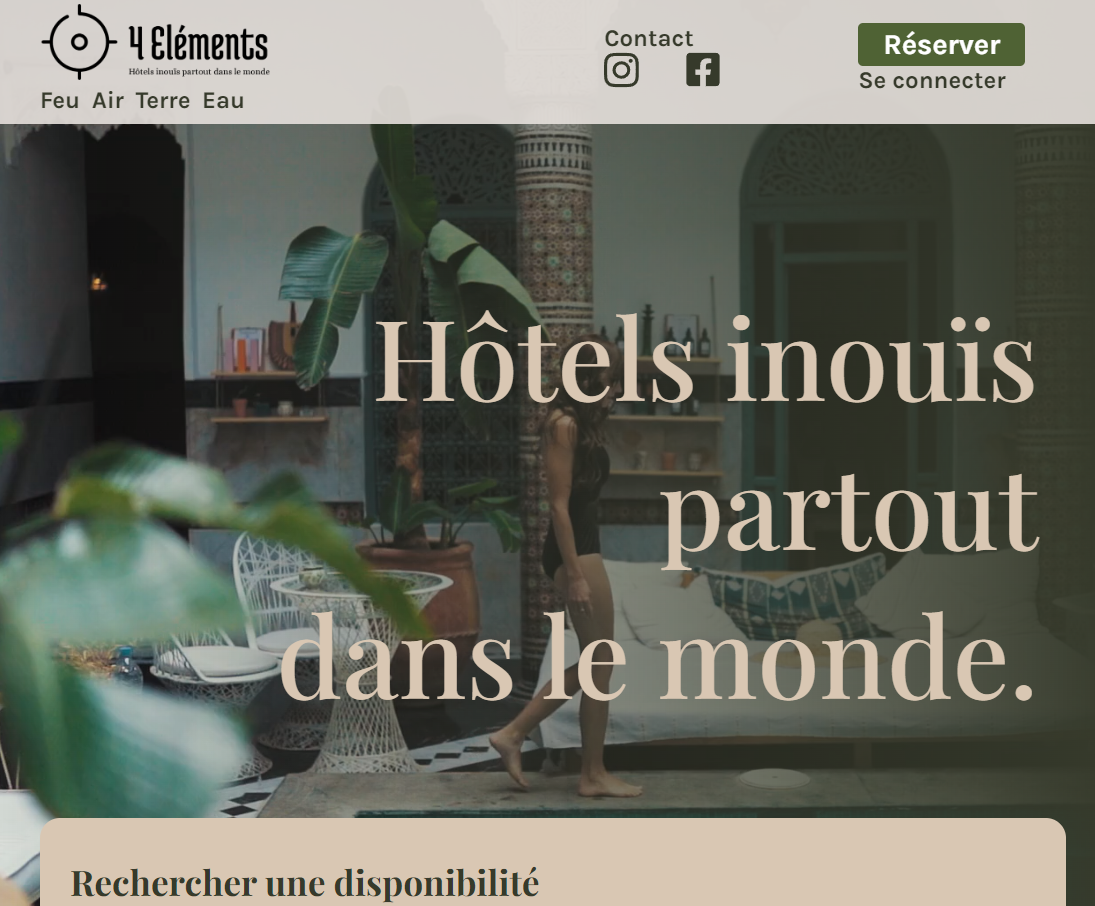 4 Eléments
Hôtels inouïs partout dans le monde
Feu Air Terre Eau
Contact
Réserver
Se connecter
Hôtels inouïs
partout
dans le monde.
Rechercher une disponibilité